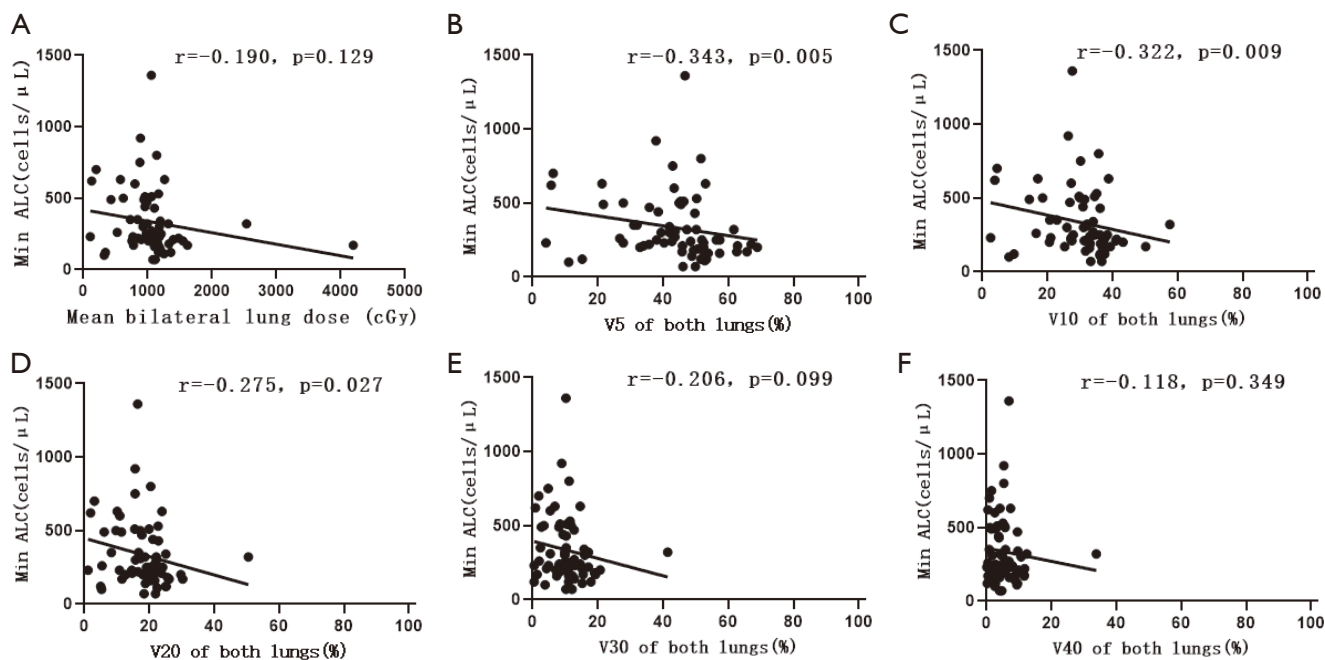 A
r=-0.190, p=0.129
Min ALC(cells/μL)
1500
1000
500
0
0 1000 2000 3000 4000 5000
Mean bilateral lung dose (cGy)
B
r=-0.343, p=0.005
Min ALC(cells/μL)
1500
1000
500
0
0 20 40 60 80 100
V5 of both lungs(%)
C
r=-0.322, p=0.009
Min ALC(cells/μL)
1500
1000
500
0
0 20 40 60 80 100
V10 of both lungs(%)
D
r=-0.275, p=0.027
Min ALC(cells/μL)
1500
1000
500
0
0 20 40 60 80 100
V20 of both lungs(%)
E
r=-0.206, p=0.099
Min ALC(cells/μL)
1500
1000
500
0
0 20 40 60 80 100
V30 of both lungs(%)
F
r=-0.118, p=0.349
Min ALC(cells/μL)
1500
1000
500
0
0 20 40 60 80 100
V40 of both lungs(%)